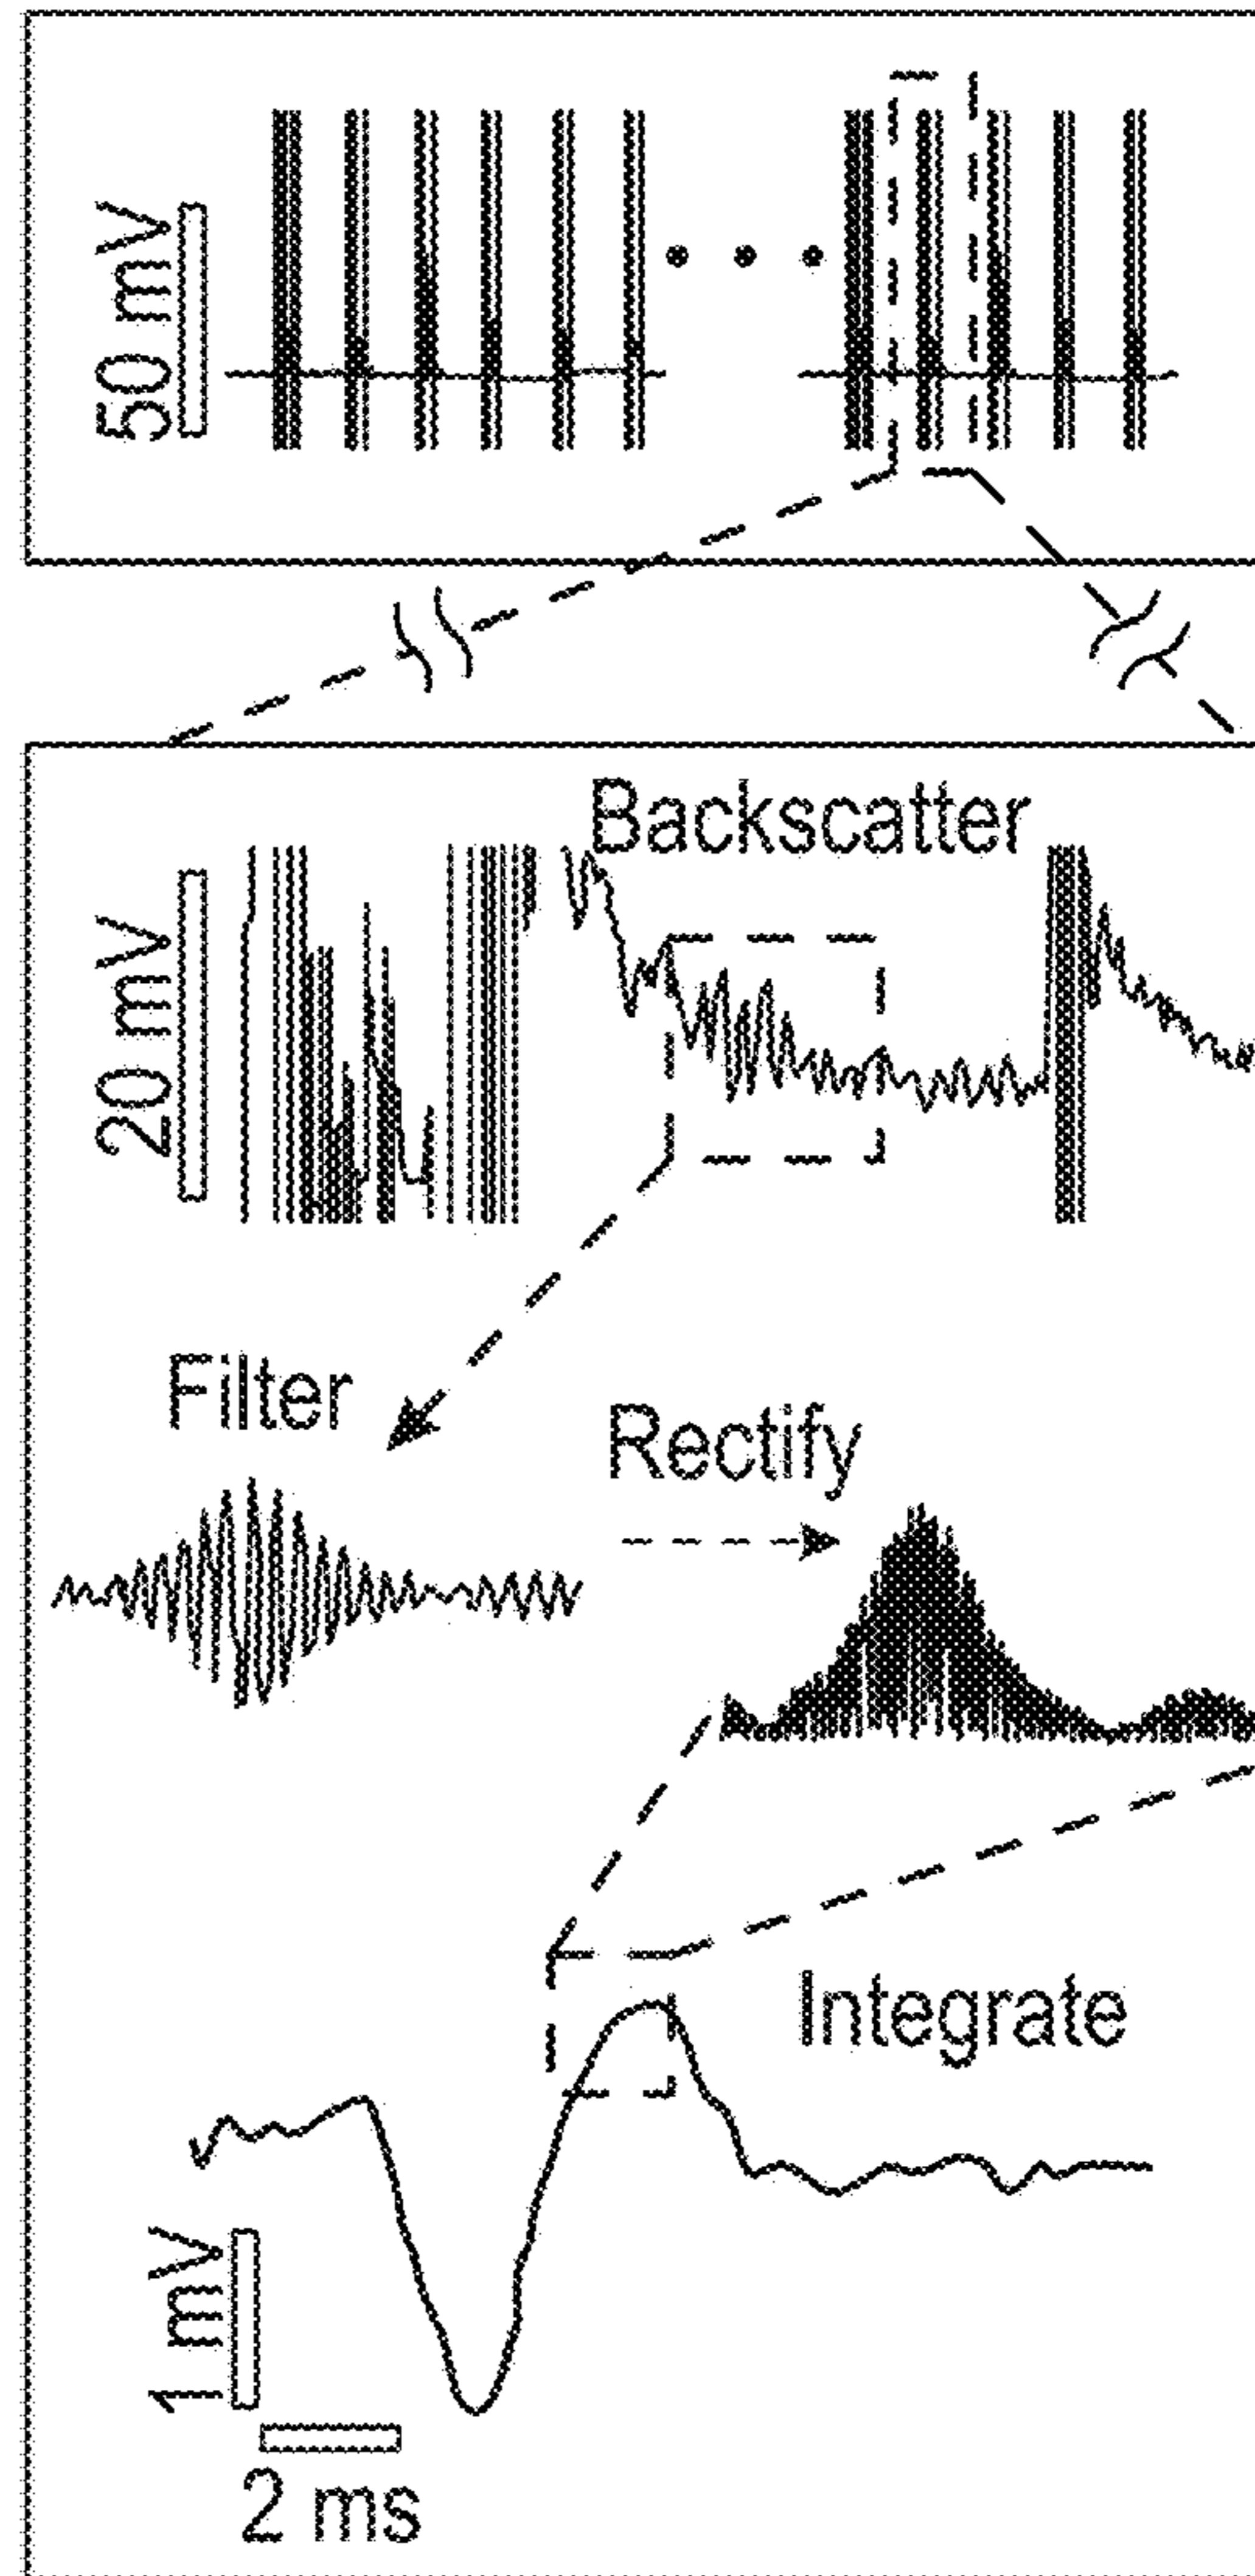 50 mV
Backscatter
20 mV
Filter
Rectify
Integrate
1 mV
2 ms